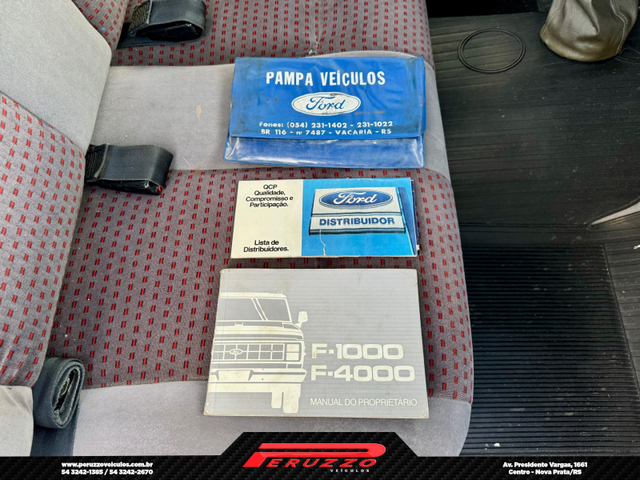 PAMPA VEÍCULOS
Ford
Fones: (054) 231-1402 - 231-1022
BR 116 - nº 7487 - VACARIA - RS
QCP
Qualidade,
Compromisso e
Participação.
Lista de
Distribuidores.
Ford
DISTRIBUIDOR
F-1000
F-4000
MANUAL DO PROPRIETÁRIO
www.peruzzoveiculos.com.br
54 3242-1385 / 54 3242-2670
PERUZZO
VEÍCULOS
Av. Presidente Vargas, 1661
Centro - Nova Prata/RS